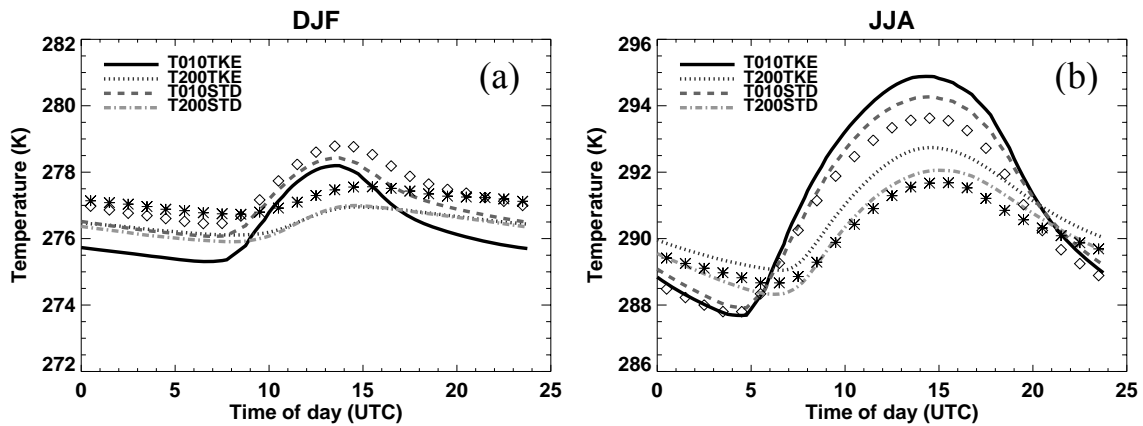 DJF
282
280
278
276
274
272
Temperature (K)
T010TKE
T200TKE
T010STD
T200STD
(a)
0
5
10
15
20
25
Time of day (UTC)
JJA
296
294
292
290
288
286
Temperature (K)
T010TKE
T200TKE
T010STD
T200STD
(b)
0
5
10
15
20
25
Time of day (UTC)